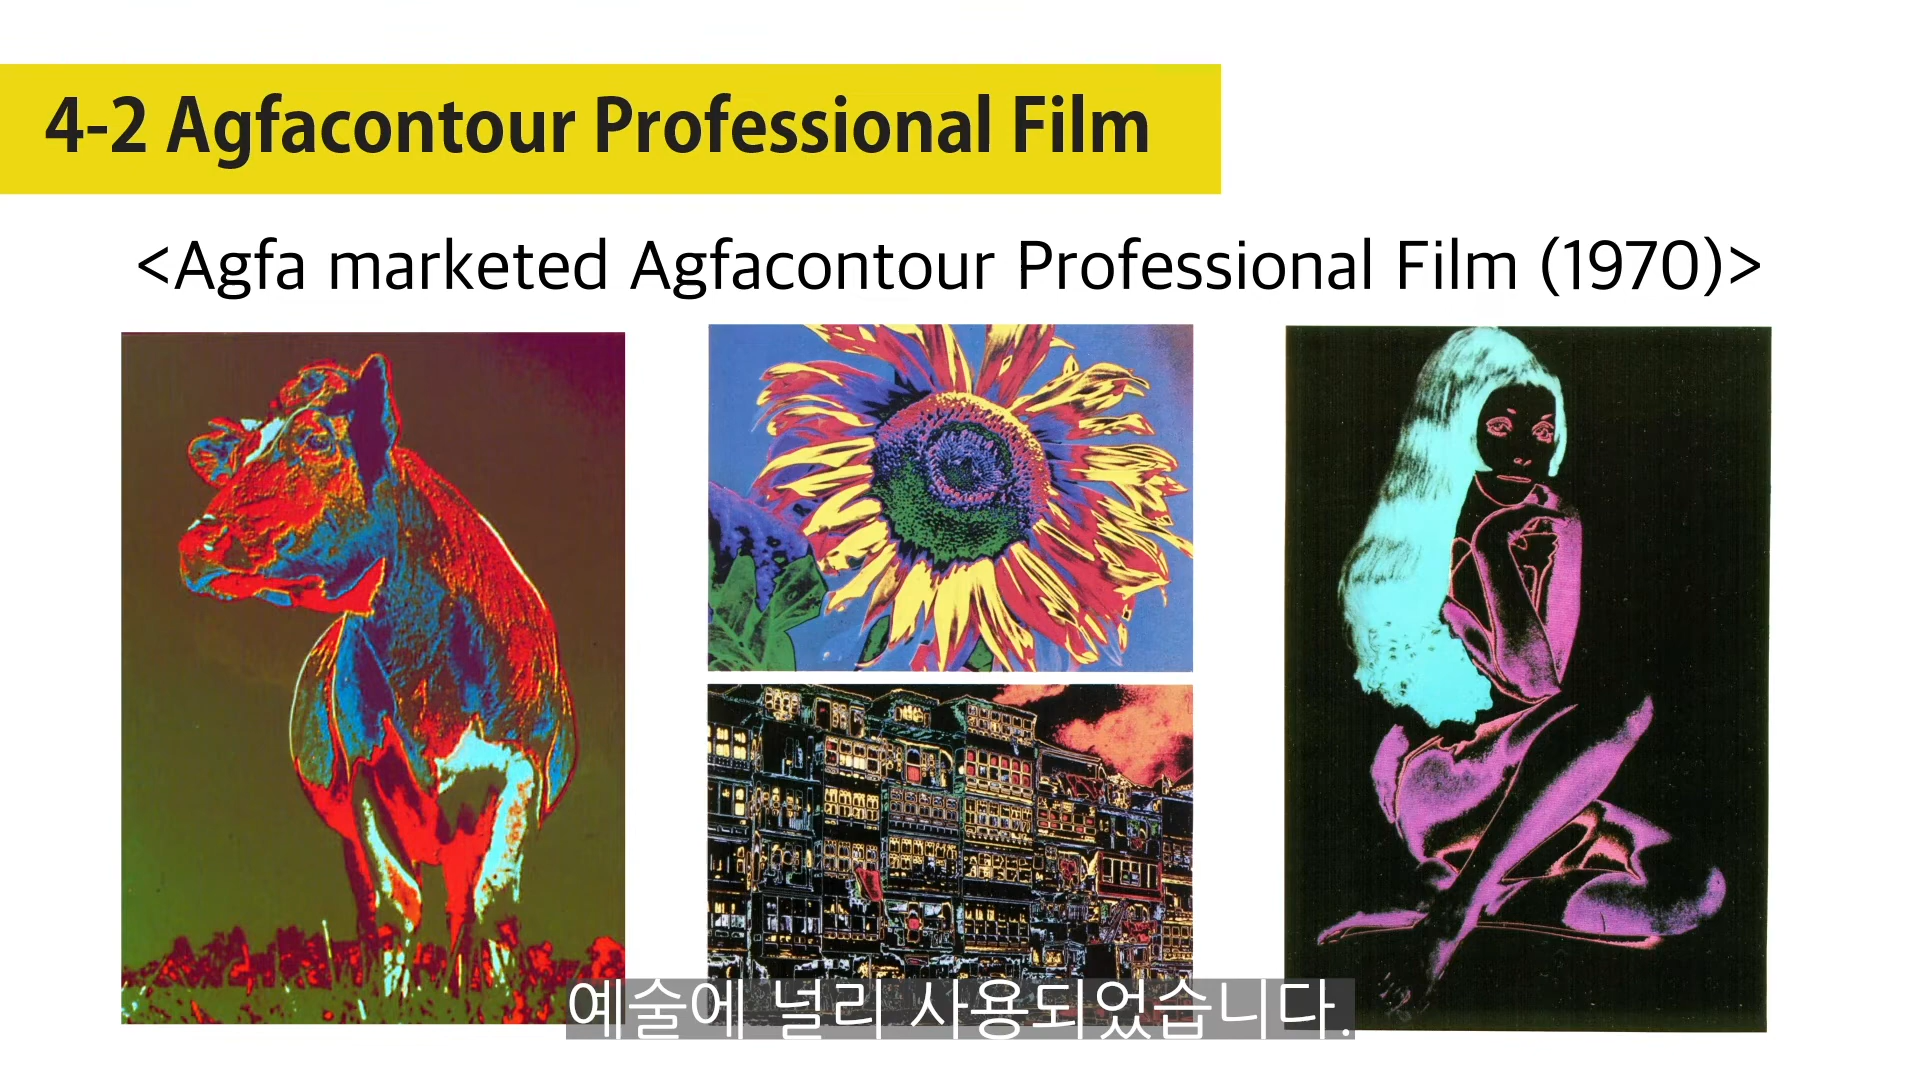 4-2 Agfacontour Professional Film
<Agfa marketed Agfacontour Professional Film (1970)>
예술에 널리 사용되었습니다.